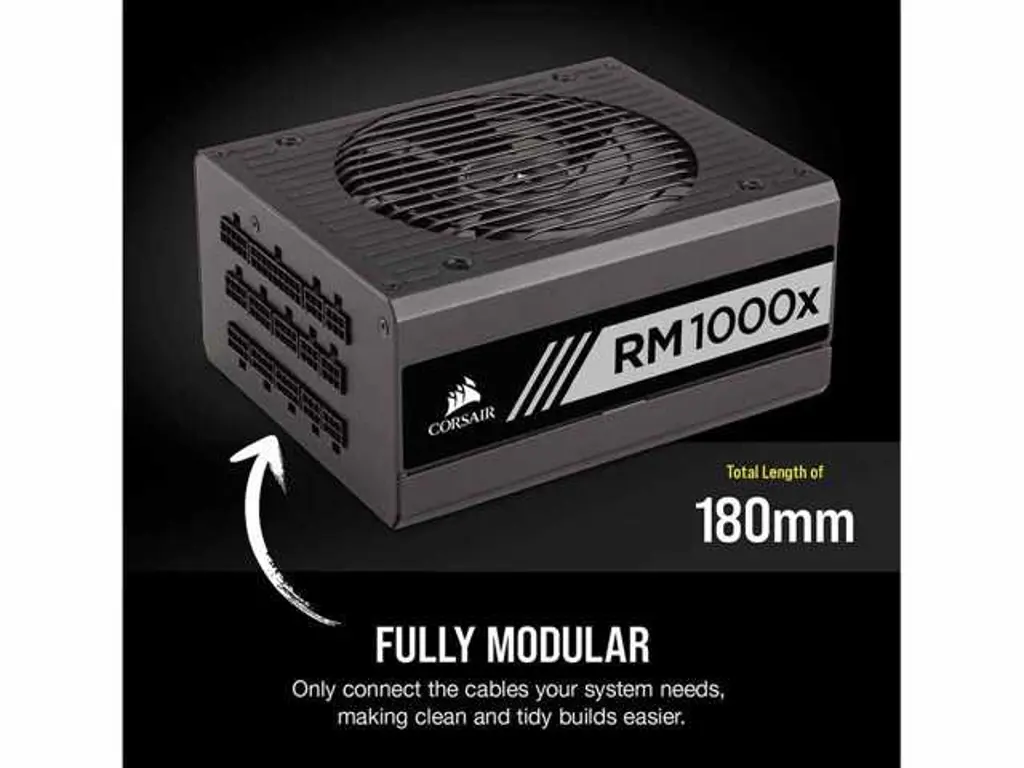 RM1000x
CORSAIR
Total Length of
180mm
FULLY MODULAR
Only connect the cables your system needs,
making clean and tidy builds easier.